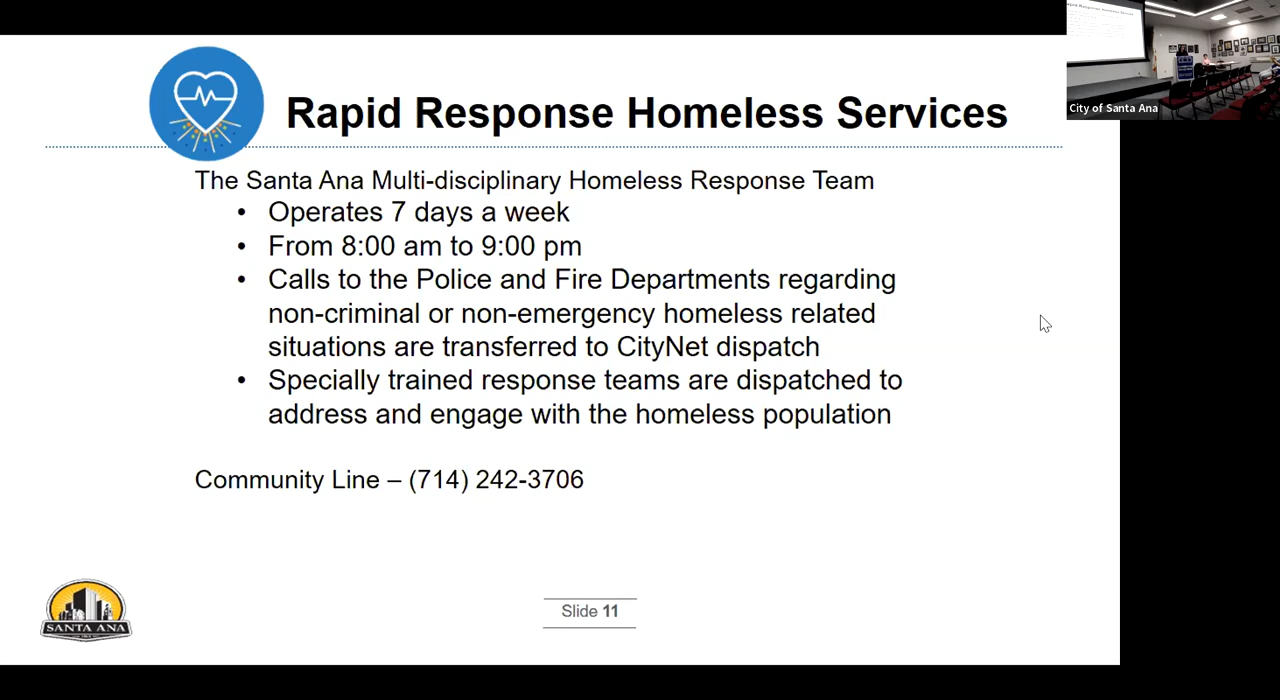 Rapid Response Homeless Services
City of Santa Ana
The Santa Ana Multi-disciplinary Homeless Response Team
• Operates 7 days a week
• From 8:00 am to 9:00 pm
• Calls to the Police and Fire Departments regarding
non-criminal or non-emergency homeless related
situations are transferred to CityNet dispatch
• Specially trained response teams are dispatched to
address and engage with the homeless population
Community Line – (714) 242-3706
SANTA ANA
Slide 11